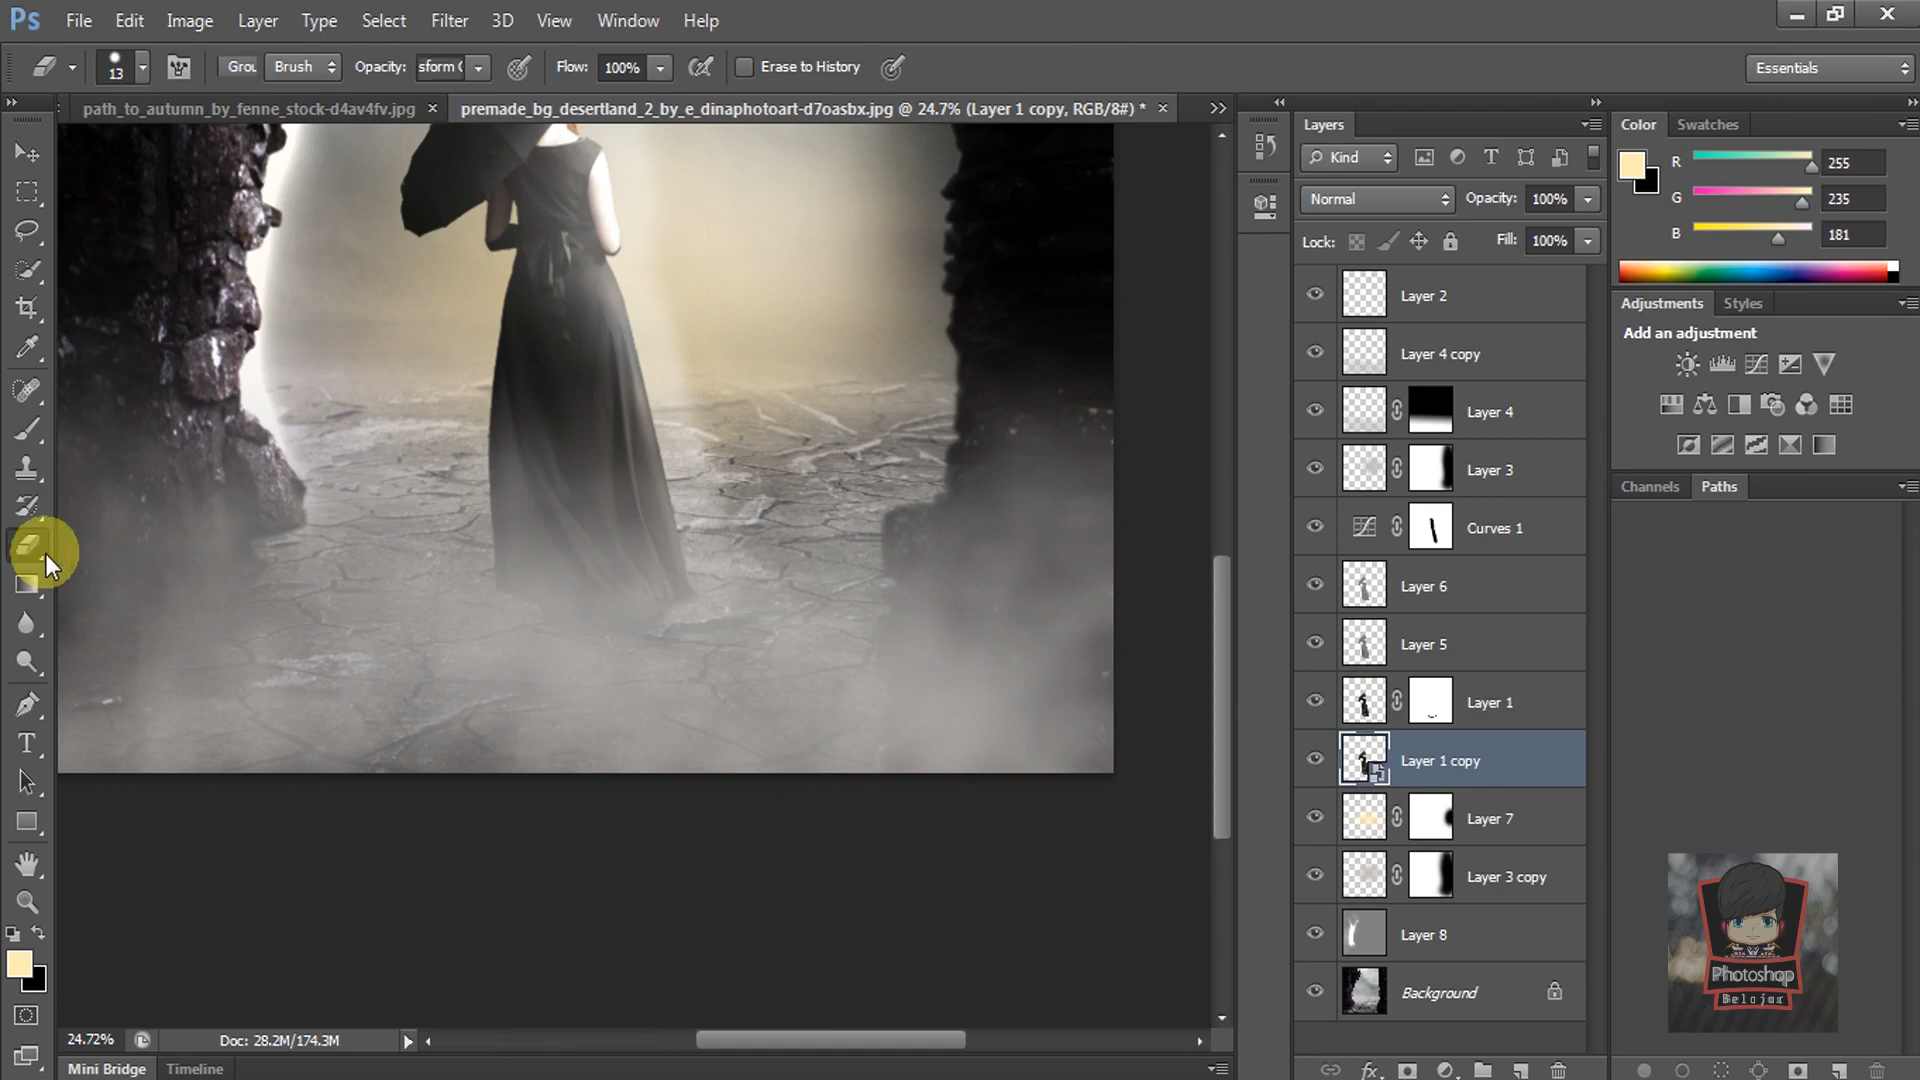 Ps File Edit Image Layer Type Select Filter 3D View Window Help
13 Grou Brush Opacity: sform Flow: 100% Erase to History Essentials
path_to_autumn_by_fenne_stock-d4av4fv.jpg × premade_bg_desertland_2_by_e_dinaphotoart-d7oasbx.jpg @ 24.7% (Layer 1 copy, RGB/8#) * ×
Layers
Kind
Normal Opacity: 100%
Lock: Fill: 100%
Layer 2
Layer 4 copy
Layer 4
Layer 3
Curves 1
Layer 6
Layer 5
Layer 1
Layer 1 copy
Layer 7
Layer 3 copy
Layer 8
Background
fx
Color Swatches
R 255
G 235
B 181
Adjustments Styles
Add an adjustment
Channels Paths
Photoshop
Belajar
24.72% Doc: 28.2M/174.3M
Mini Bridge Timeline